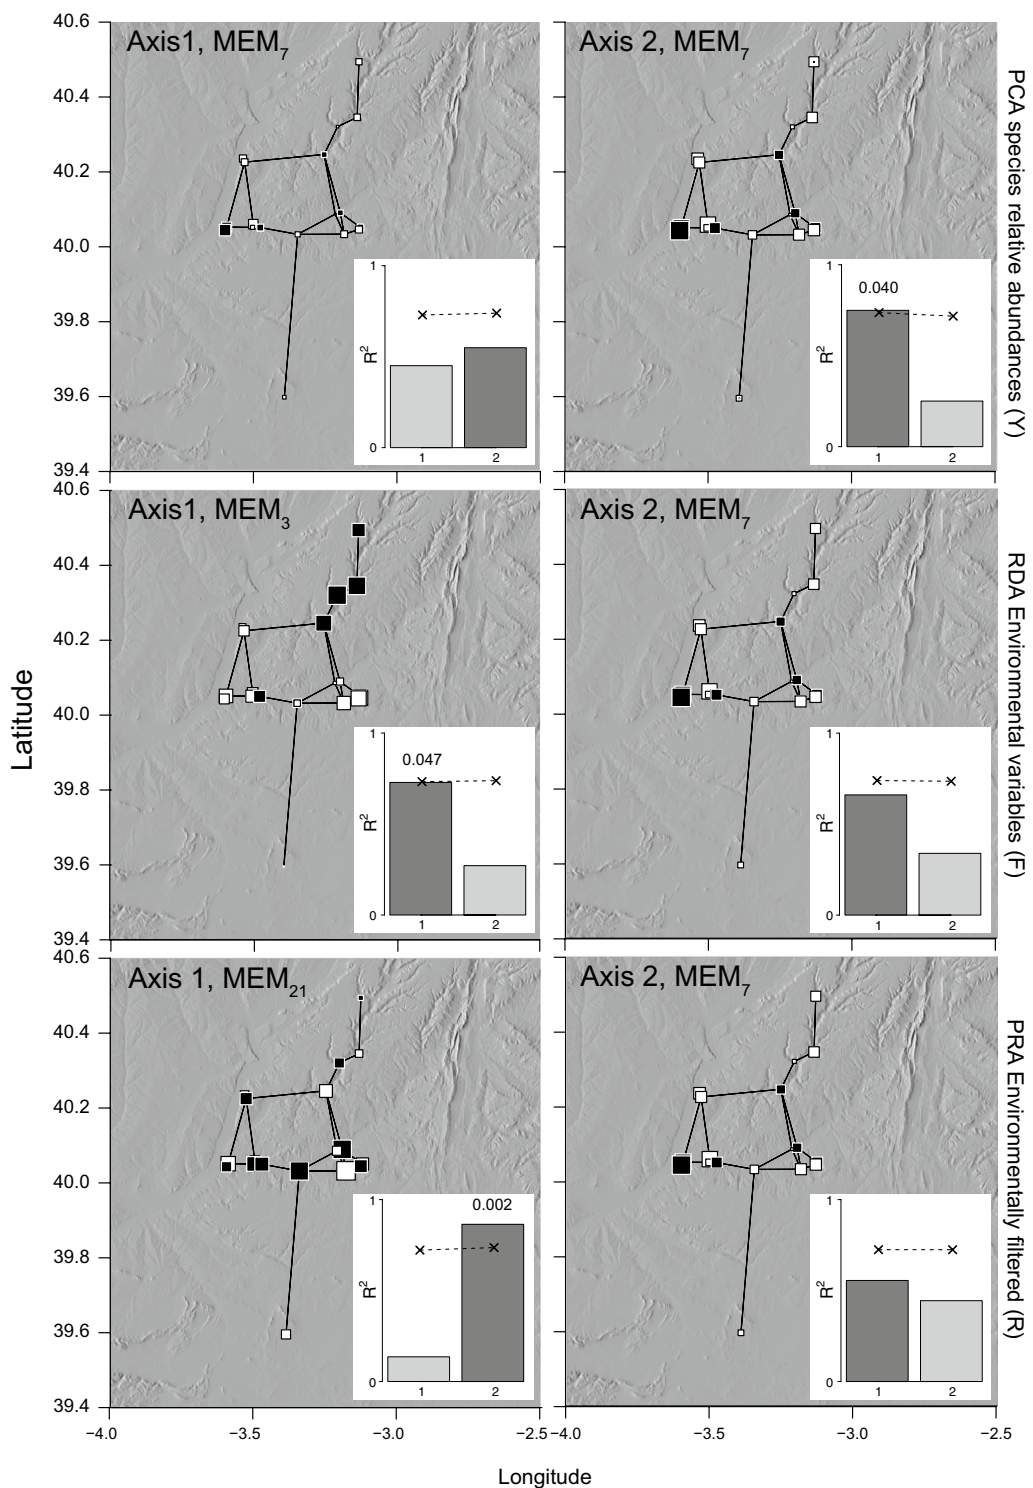 Axis1, MEM7
Axis 2, MEM7
PCA species relative abundances (Y)
40.6
40.4
40.2
40.0
39.8
39.6
39.4
1
R2
0
1
2
1
0.040
R2
0
1
2
Axis1, MEM3
Axis 2, MEM7
RDA Environmental variables (F)
Latitude
40.6
40.4
40.2
40.0
39.8
39.6
39.4
1
0.047
R2
0
1
2
1
R2
0
1
2
Axis 1, MEM21
Axis 2, MEM7
PRA Environmentally filtered (R)
40.6
40.4
40.2
40.0
39.8
39.6
39.4
1
0.002
R2
0
1
2
1
R2
0
1
2
−4.0 −3.5 −3.0 −2.5
−4.0 −3.5 −3.0 −2.5
Longitude